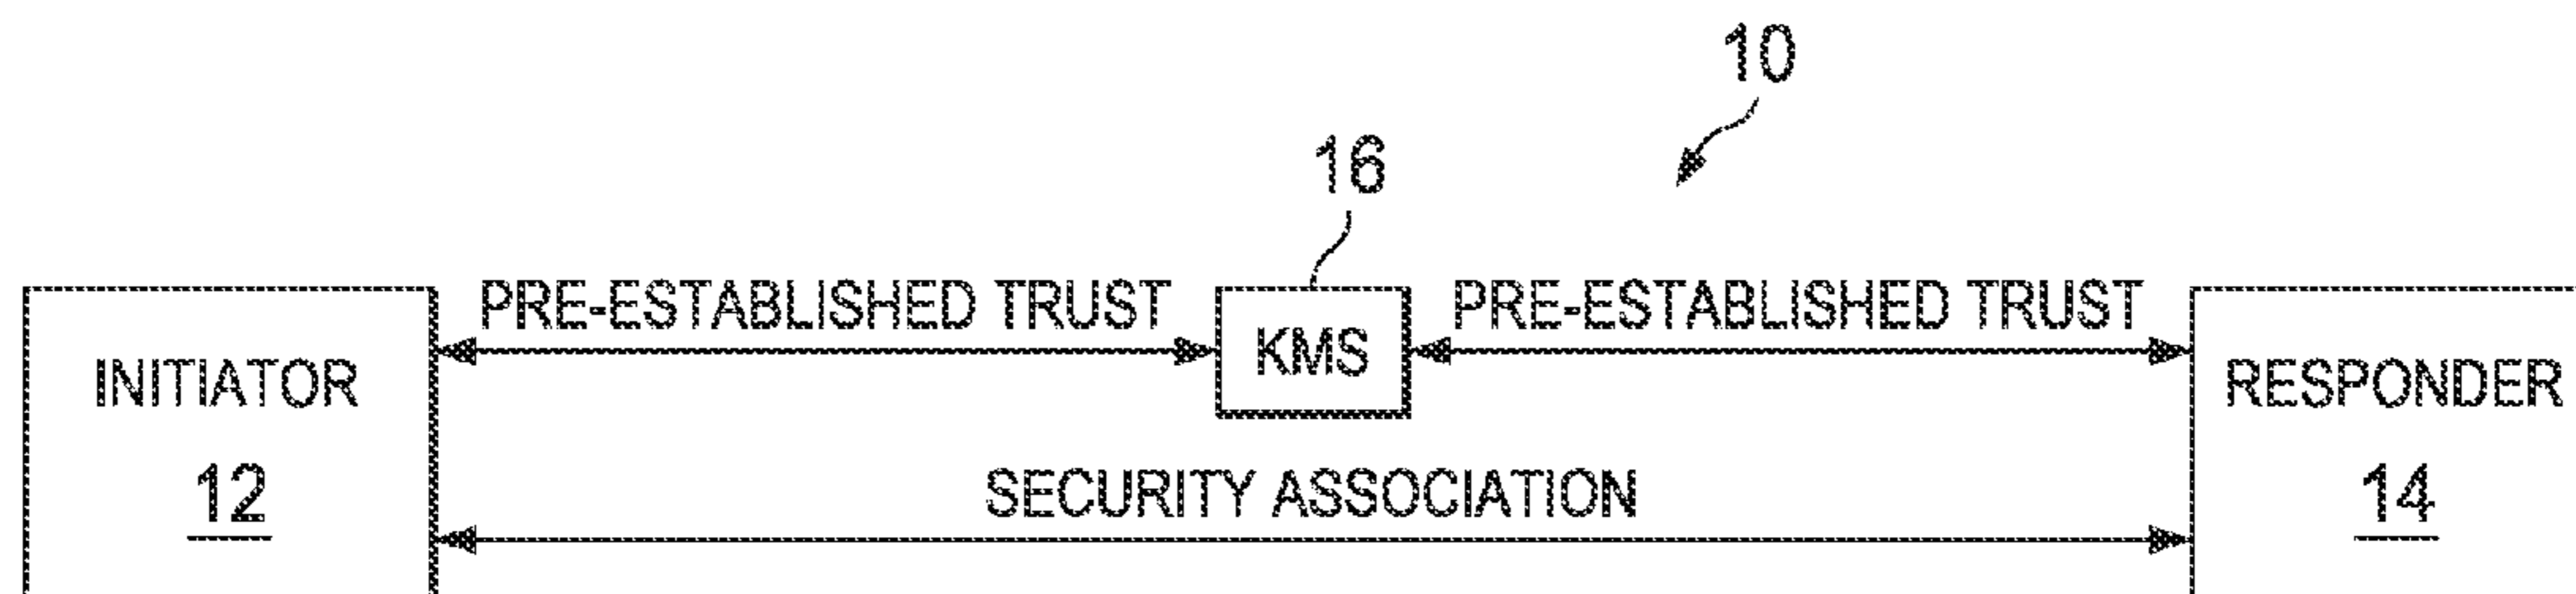 10
16
PRE-ESTABLISHED TRUST
PRE-ESTABLISHED TRUST
INITIATOR
12
KMS
RESPONDER
14
SECURITY ASSOCIATION